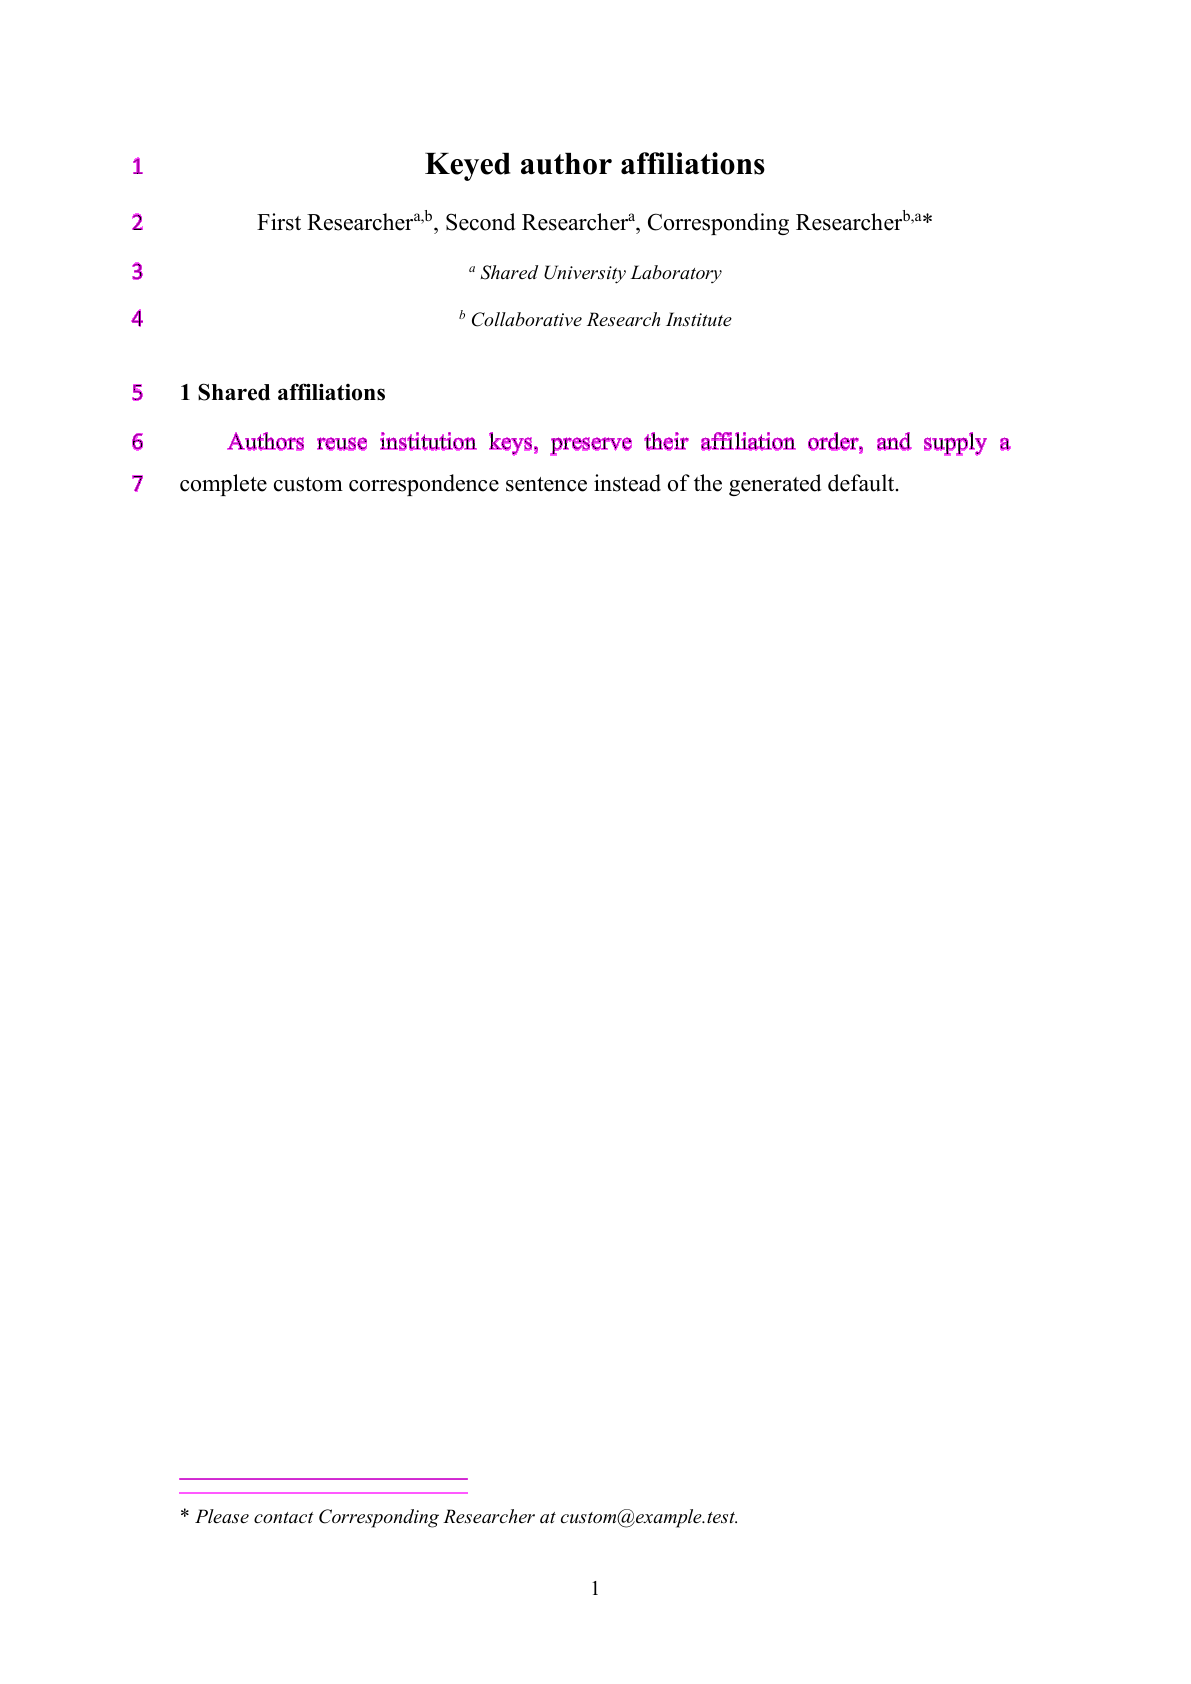 1 Keyed author affiliations
2 First Researcherᵃ,ᵇ, Second Researcherᵃ, Corresponding Researcherᵇ,ᵃ*
3 ᵃ Shared University Laboratory
4 ᵇ Collaborative Research Institute
5 1 Shared affiliations
6 Authors reuse institution keys, preserve their affiliation order, and supply a
7 complete custom correspondence sentence instead of the generated default.
* Please contact Corresponding Researcher at custom@example.test.
1